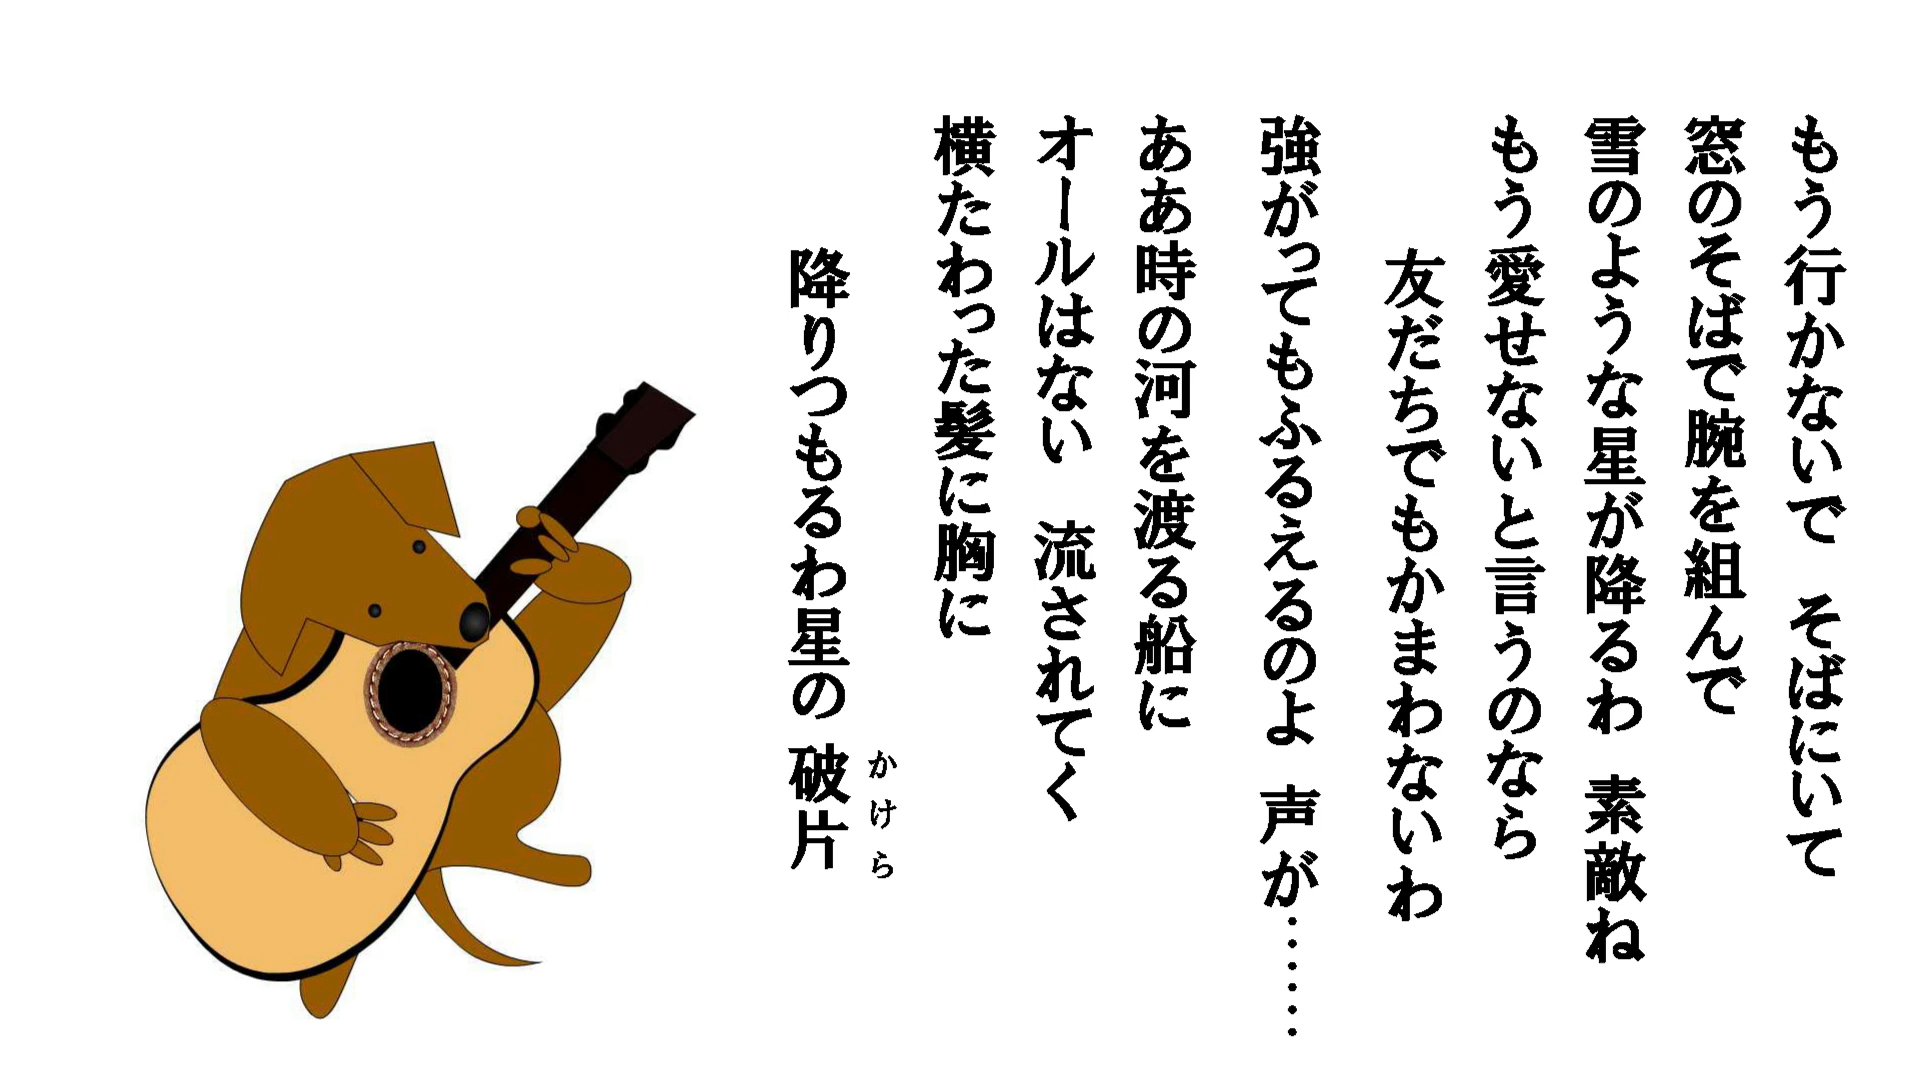 もう行かないで　そばにいて
窓のそばで腕を組んで
雪のような星が降るわ　素敵ね
もう愛せないと言うのなら
友だちでもかまわないわ
強がってもふるえるのよ　声が……
ああ時の河を渡る船に
オールはない　流されてく
横たわった髪に胸に
かけら
降りつもるわ星の破片